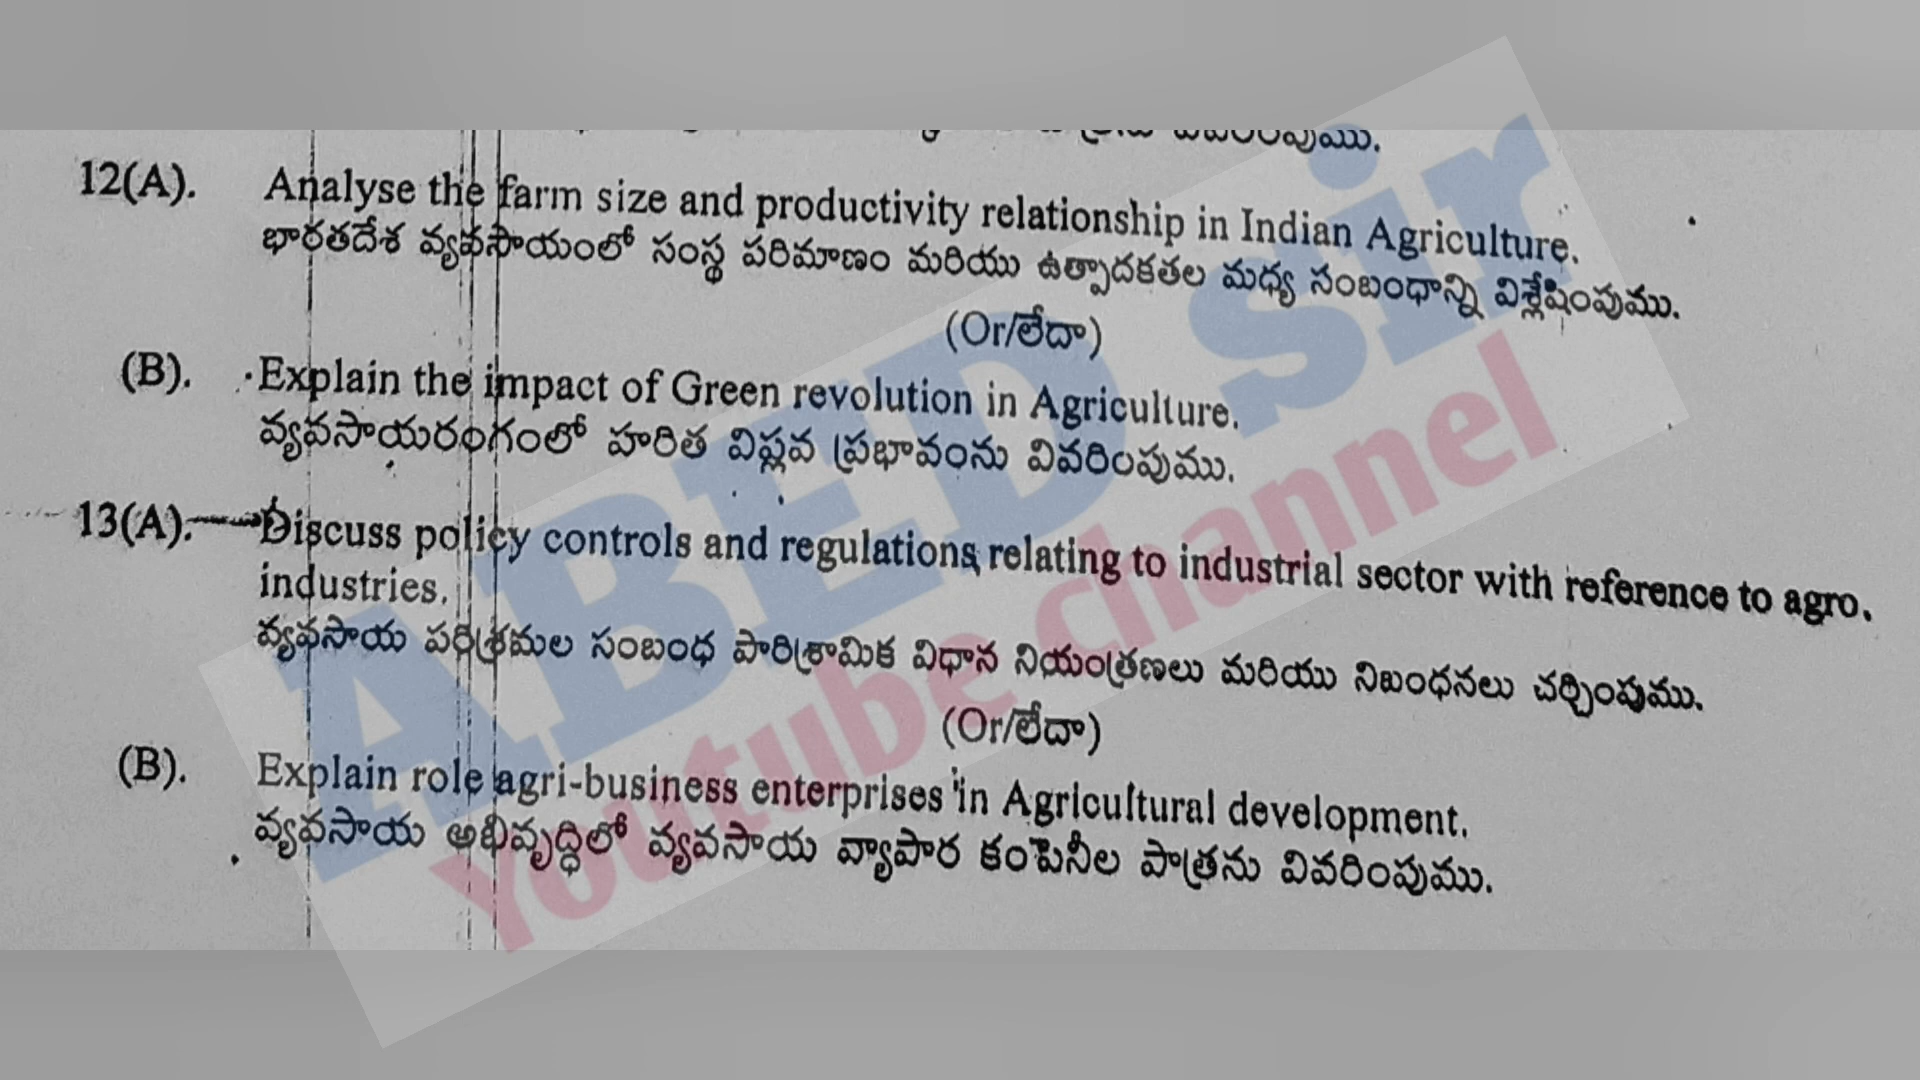 వివరింపుము.
12(A). Analyse the farm size and productivity relationship in Indian Agriculture.
భారతదేశ వ్యవసాయంలో సంస్థ పరిమాణం మరియు ఉత్పాదకతల మధ్య సంబంధాన్ని విశ్లేషింపుము.
(Or/లేదా)
(B). Explain the impact of Green revolution in Agriculture.
వ్యవసాయరంగంలో హరిత విప్లవ ప్రభావంను వివరింపుము.
13(A). Discuss policy controls and regulations relating to industrial sector with reference to agro.
industries.
వ్యవసాయ పరిశ్రమల సంబంధ పారిశ్రామిక విధాన నియంత్రణలు మరియు నిబంధనలు చర్చింపుము.
(Or/లేదా)
(B). Explain role agri-business enterprises in Agricultural development.
వ్యవసాయ అభివృద్ధిలో వ్యవసాయ వ్యాపార కంపెనీల పాత్రను వివరింపుము.
ABED sir
Youtube channel